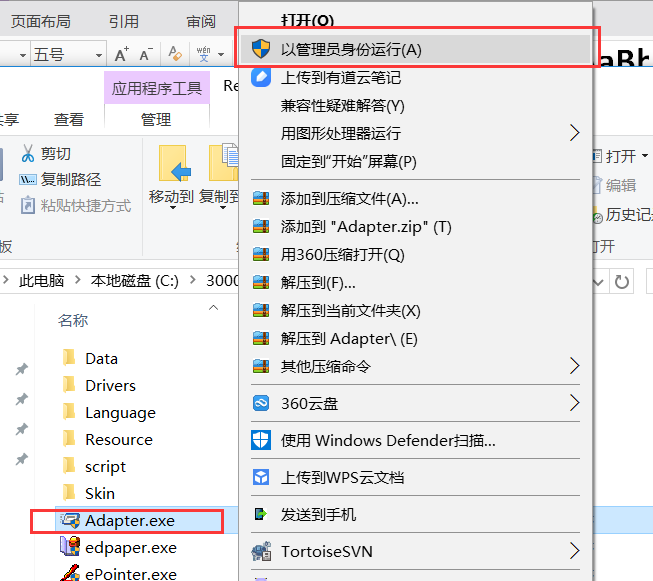 页面布局 引用 审阅
五号 A A wén
应用程序工具 Re
享 查看 管理
剪切
复制路径
粘贴快捷方式
移动到 复制到
板
打开
编辑
历史记
打开
此电脑 本地磁盘 (C:) 3000
名称
Data
Drivers
Language
Resource
script
Skin
Adapter.exe
edpaper.exe
ePointer.exe
打开(O)
以管理员身份运行(A)
上传到有道云笔记
兼容性疑难解答(Y)
用图形处理器运行
固定到“开始”屏幕(P)
添加到压缩文件(A)...
添加到 "Adapter.zip" (T)
用360压缩打开(Q)
解压到(F)...
解压到当前文件夹(X)
解压到 Adapter\ (E)
其他压缩命令
360云盘
使用 Windows Defender扫描...
上传到WPS云文档
发送到手机
TortoiseSVN